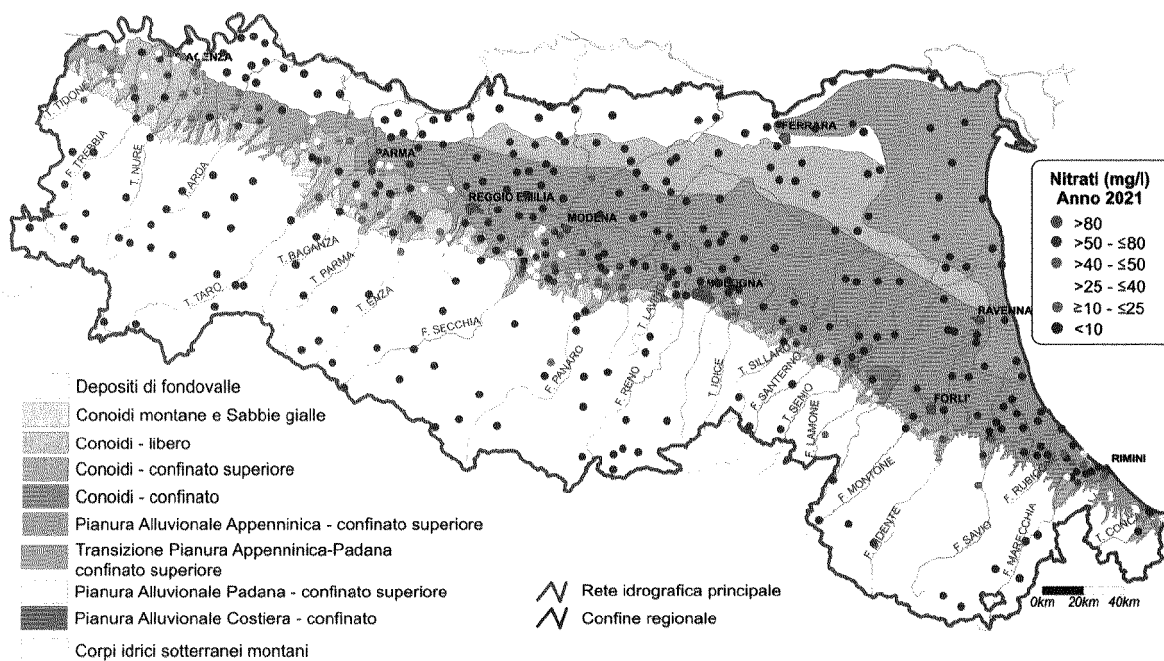 PIACENZA
T. TIDONE
F. TREBBIA
T. NURE
T. ARDA
PARMA
REGGIO EMILIA
MODENA
BOLOGNA
FERRARA
RAVENNA
FORLI'
RIMINI
T. TARO
T. BAGANZA
T. PARMA
T. ENZA
F. SECCHIA
F. PANARO
F. RENO
T. IDICE
T. SILLARO
F. SANTERNO
T. SENIO
F. LAMONE
F. MONTONE
F. SAVIO
F. MARECCHIA
Nitrati (mg/l)
Anno 2021
>80
>50 - ≤80
>40 - ≤50
>25 - ≤40
≥10 - ≤25
<10
Depositi di fondovalle
Conoidi montane e Sabbie gialle
Conoidi - libero
Conoidi - confinato superiore
Conoidi - confinato
Pianura Alluvionale Appenninica - confinato superiore
Transizione Pianura Appenninica-Padana
confinato superiore
Pianura Alluvionale Padana - confinato superiore
Pianura Alluvionale Costiera - confinato
Corpi idrici sotterranei montani
Rete idrografica principale
Confine regionale
0km 20km 40km